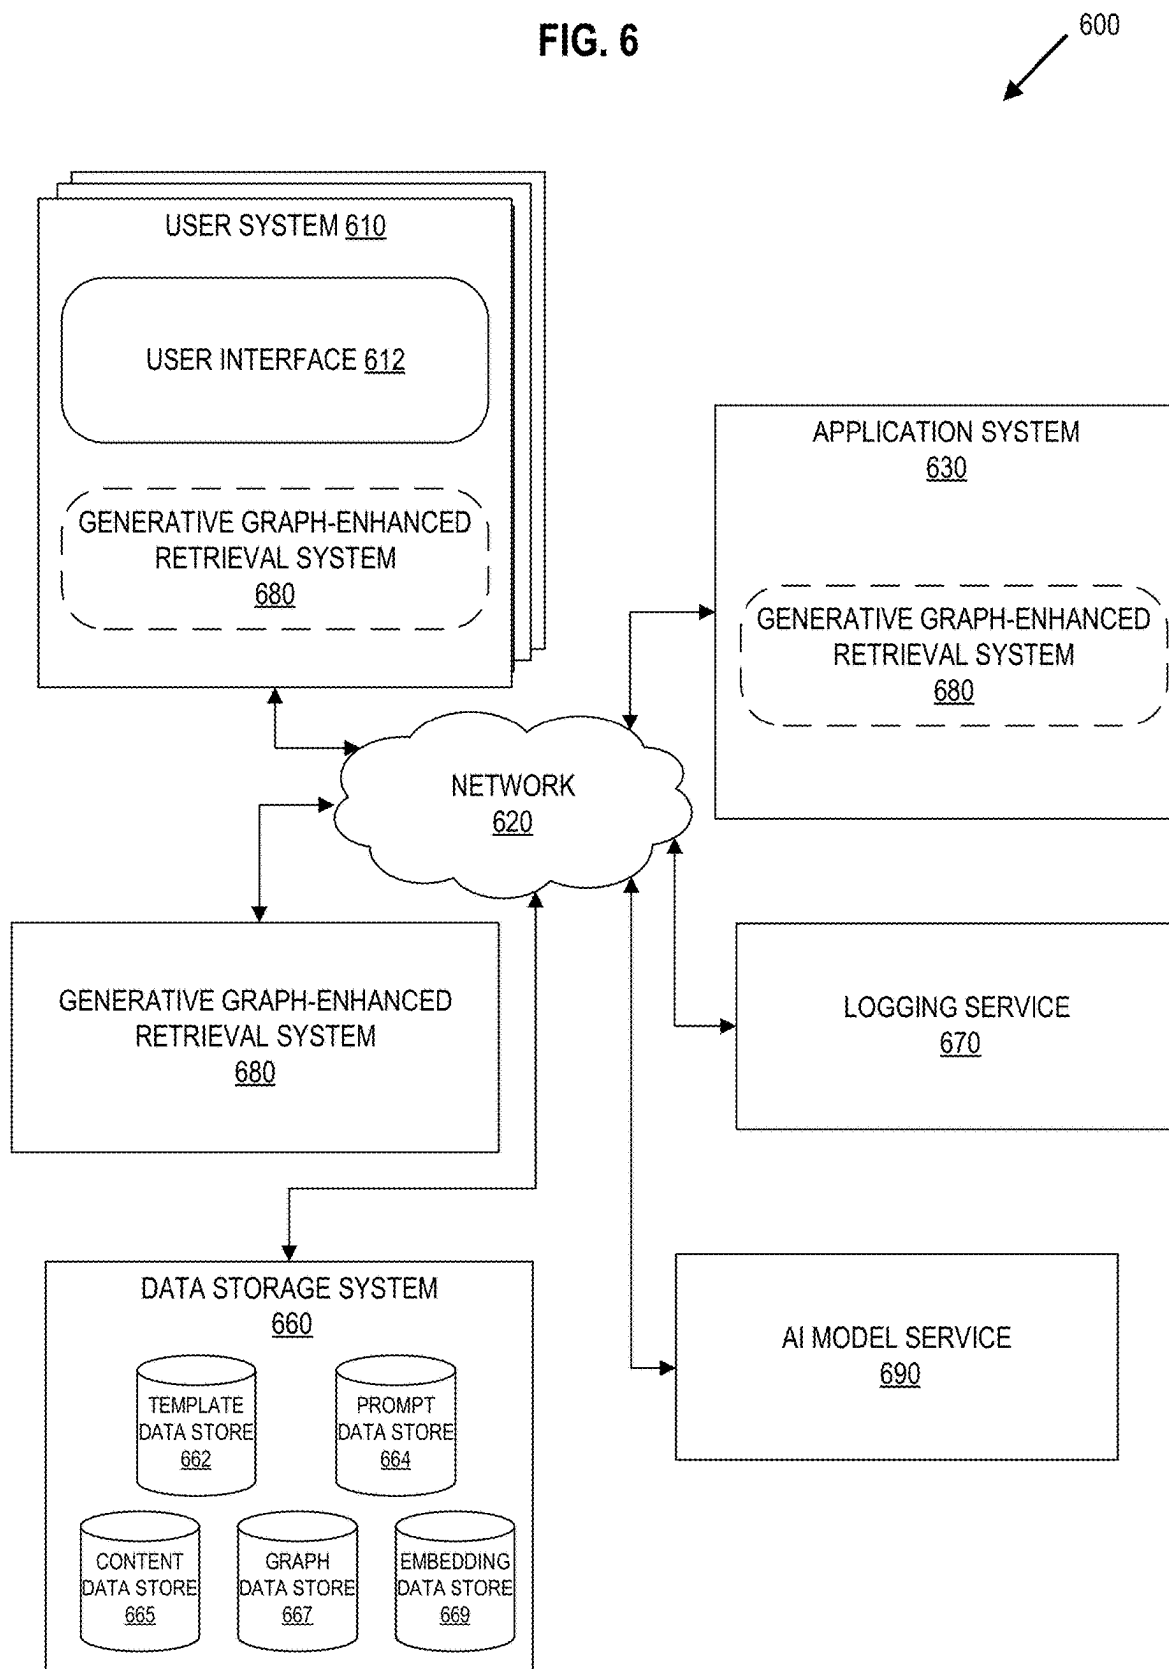 FIG. 6
600
USER SYSTEM 610
USER INTERFACE 612
GENERATIVE GRAPH-ENHANCED
RETRIEVAL SYSTEM
680
APPLICATION SYSTEM
630
GENERATIVE GRAPH-ENHANCED
RETRIEVAL SYSTEM
680
NETWORK
620
GENERATIVE GRAPH-ENHANCED
RETRIEVAL SYSTEM
680
LOGGING SERVICE
670
DATA STORAGE SYSTEM
660
TEMPLATE
DATA STORE
662
PROMPT
DATA STORE
664
CONTENT
DATA STORE
665
GRAPH
DATA STORE
667
EMBEDDING
DATA STORE
669
AI MODEL SERVICE
690